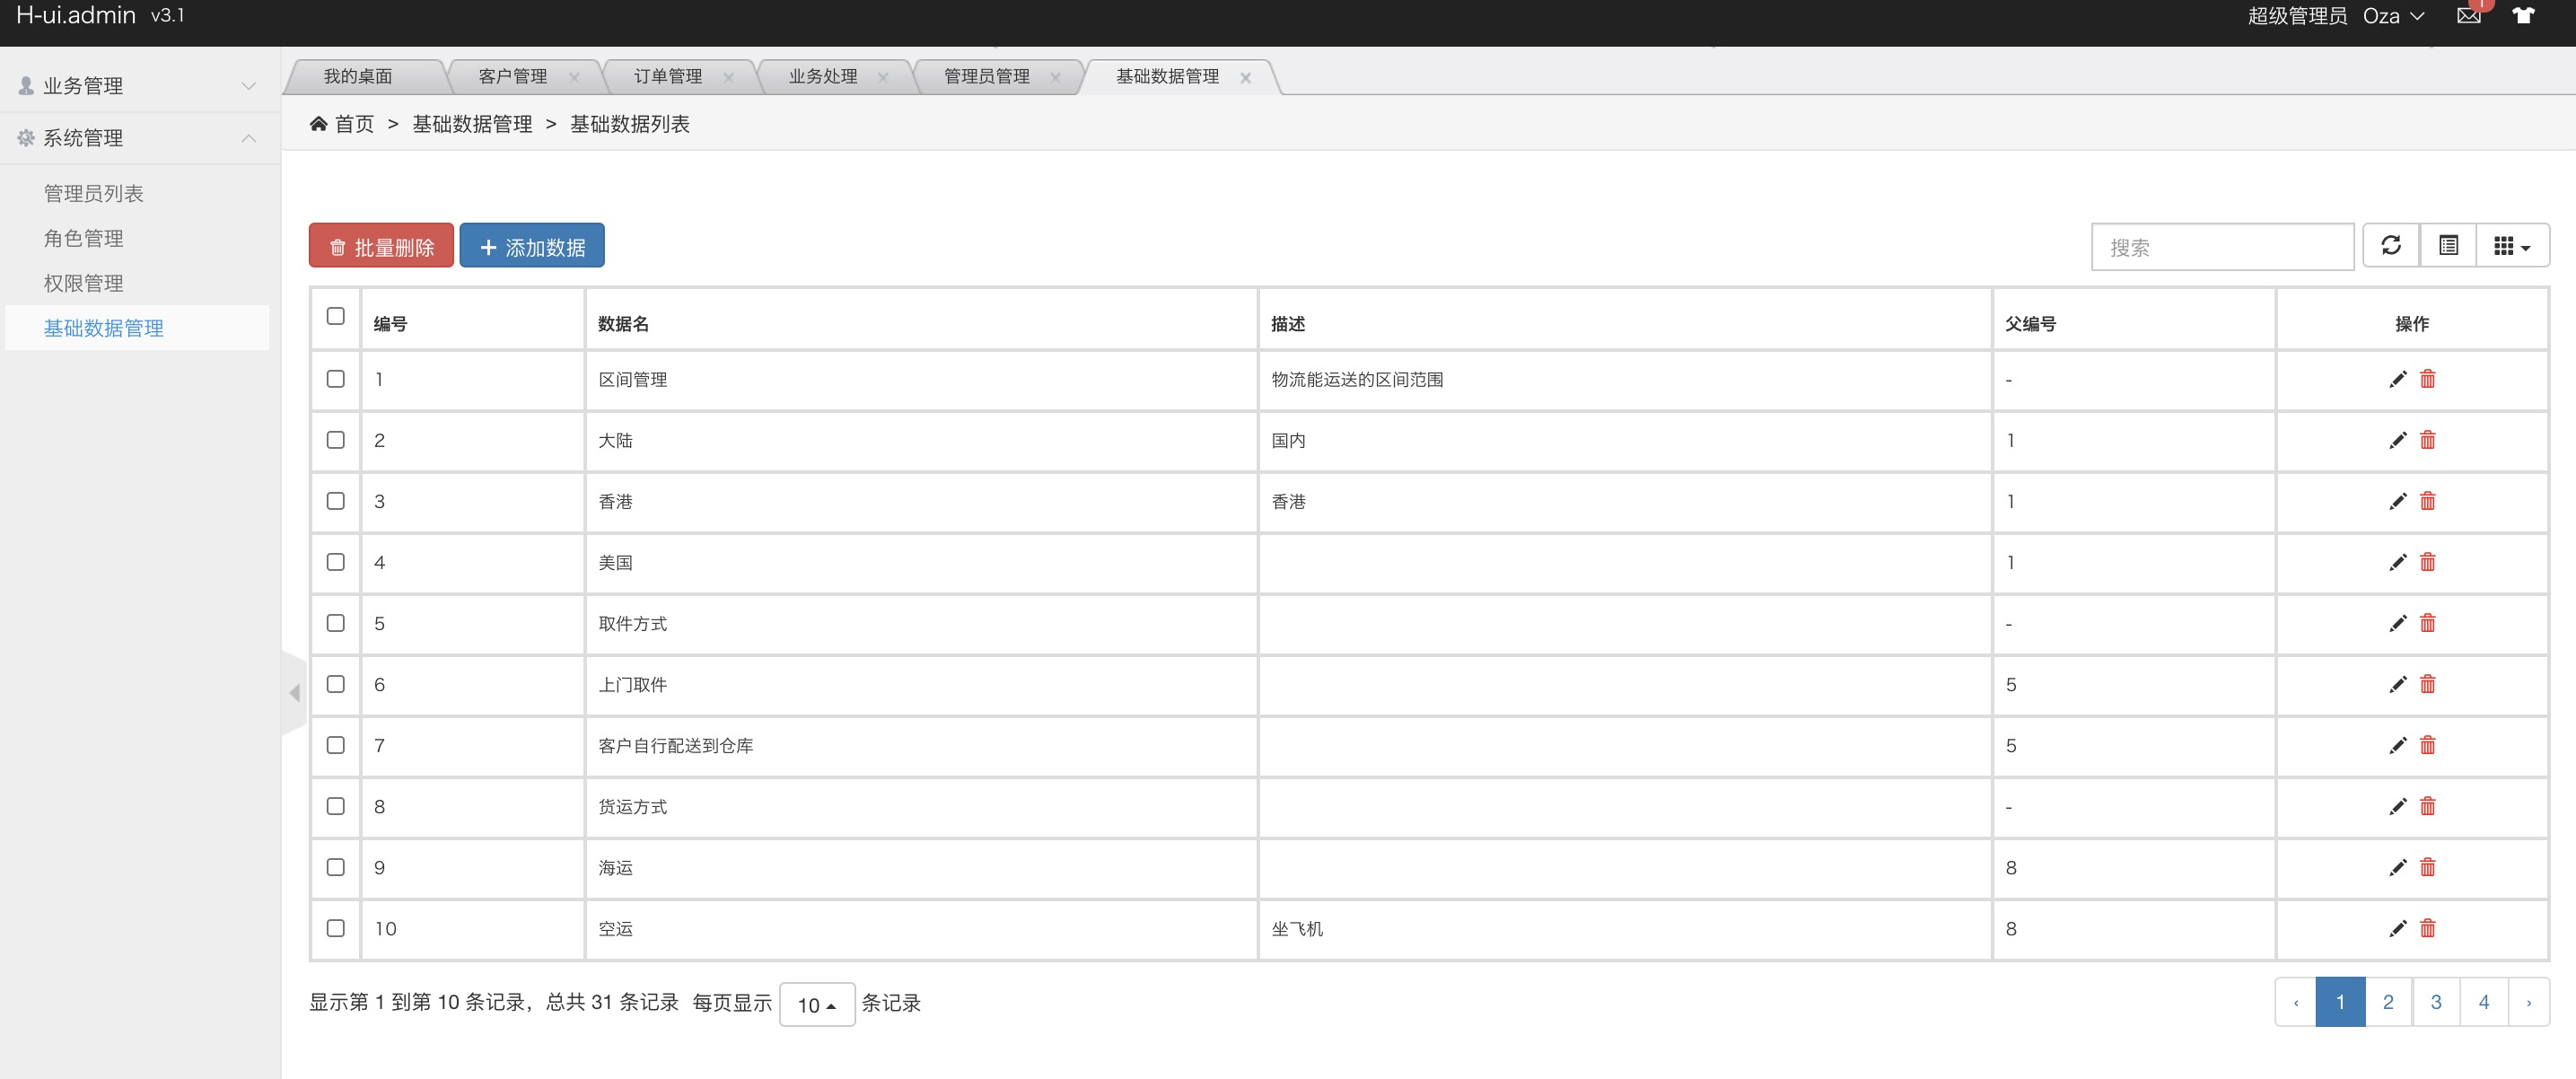 H-ui.admin v3.1 超级管理员 Oza 1
业务管理
系统管理
管理员列表
角色管理
权限管理
基础数据管理
我的桌面 客户管理 订单管理 业务处理 管理员管理 基础数据管理
首页 > 基础数据管理 > 基础数据列表
批量删除 添加数据 搜索
编号 数据名 描述 父编号 操作
1 区间管理 物流能运送的区间范围 -
2 大陆 国内 1
3 香港 香港 1
4 美国 1
5 取件方式 -
6 上门取件 5
7 客户自行配送到仓库 5
8 货运方式 -
9 海运 8
10 空运 坐飞机 8
显示第 1 到第 10 条记录，总共 31 条记录 每页显示 10 条记录 ‹ 1 2 3 4 ›